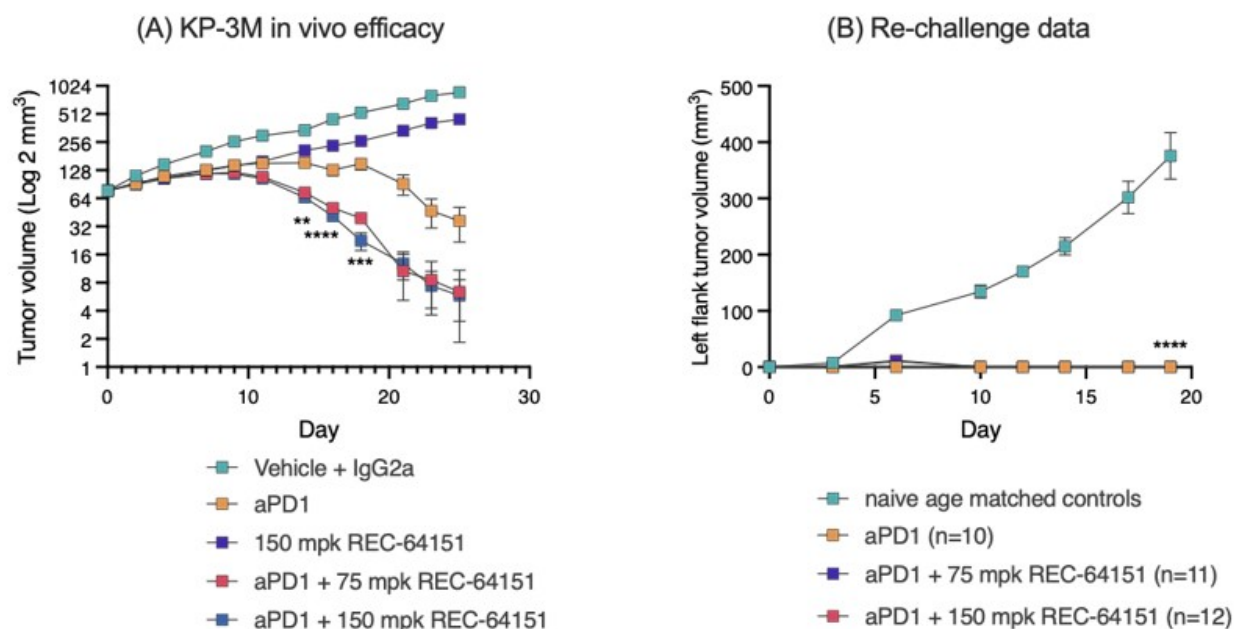 (A) KP-3M in vivo efficacy
Tumor volume (Log 2 mm³)
1024
512
256
128
64
32
16
8
4
2
1
**
****
***
0
10
20
30
Day
Vehicle + IgG2a
aPD1
150 mpk REC-64151
aPD1 + 75 mpk REC-64151
aPD1 + 150 mpk REC-64151
(B) Re-challenge data
Left flank tumor volume (mm³)
500
400
300
200
100
0
****
0
5
10
15
20
Day
naive age matched controls
aPD1 (n=10)
aPD1 + 75 mpk REC-64151 (n=11)
aPD1 + 150 mpk REC-64151 (n=12)